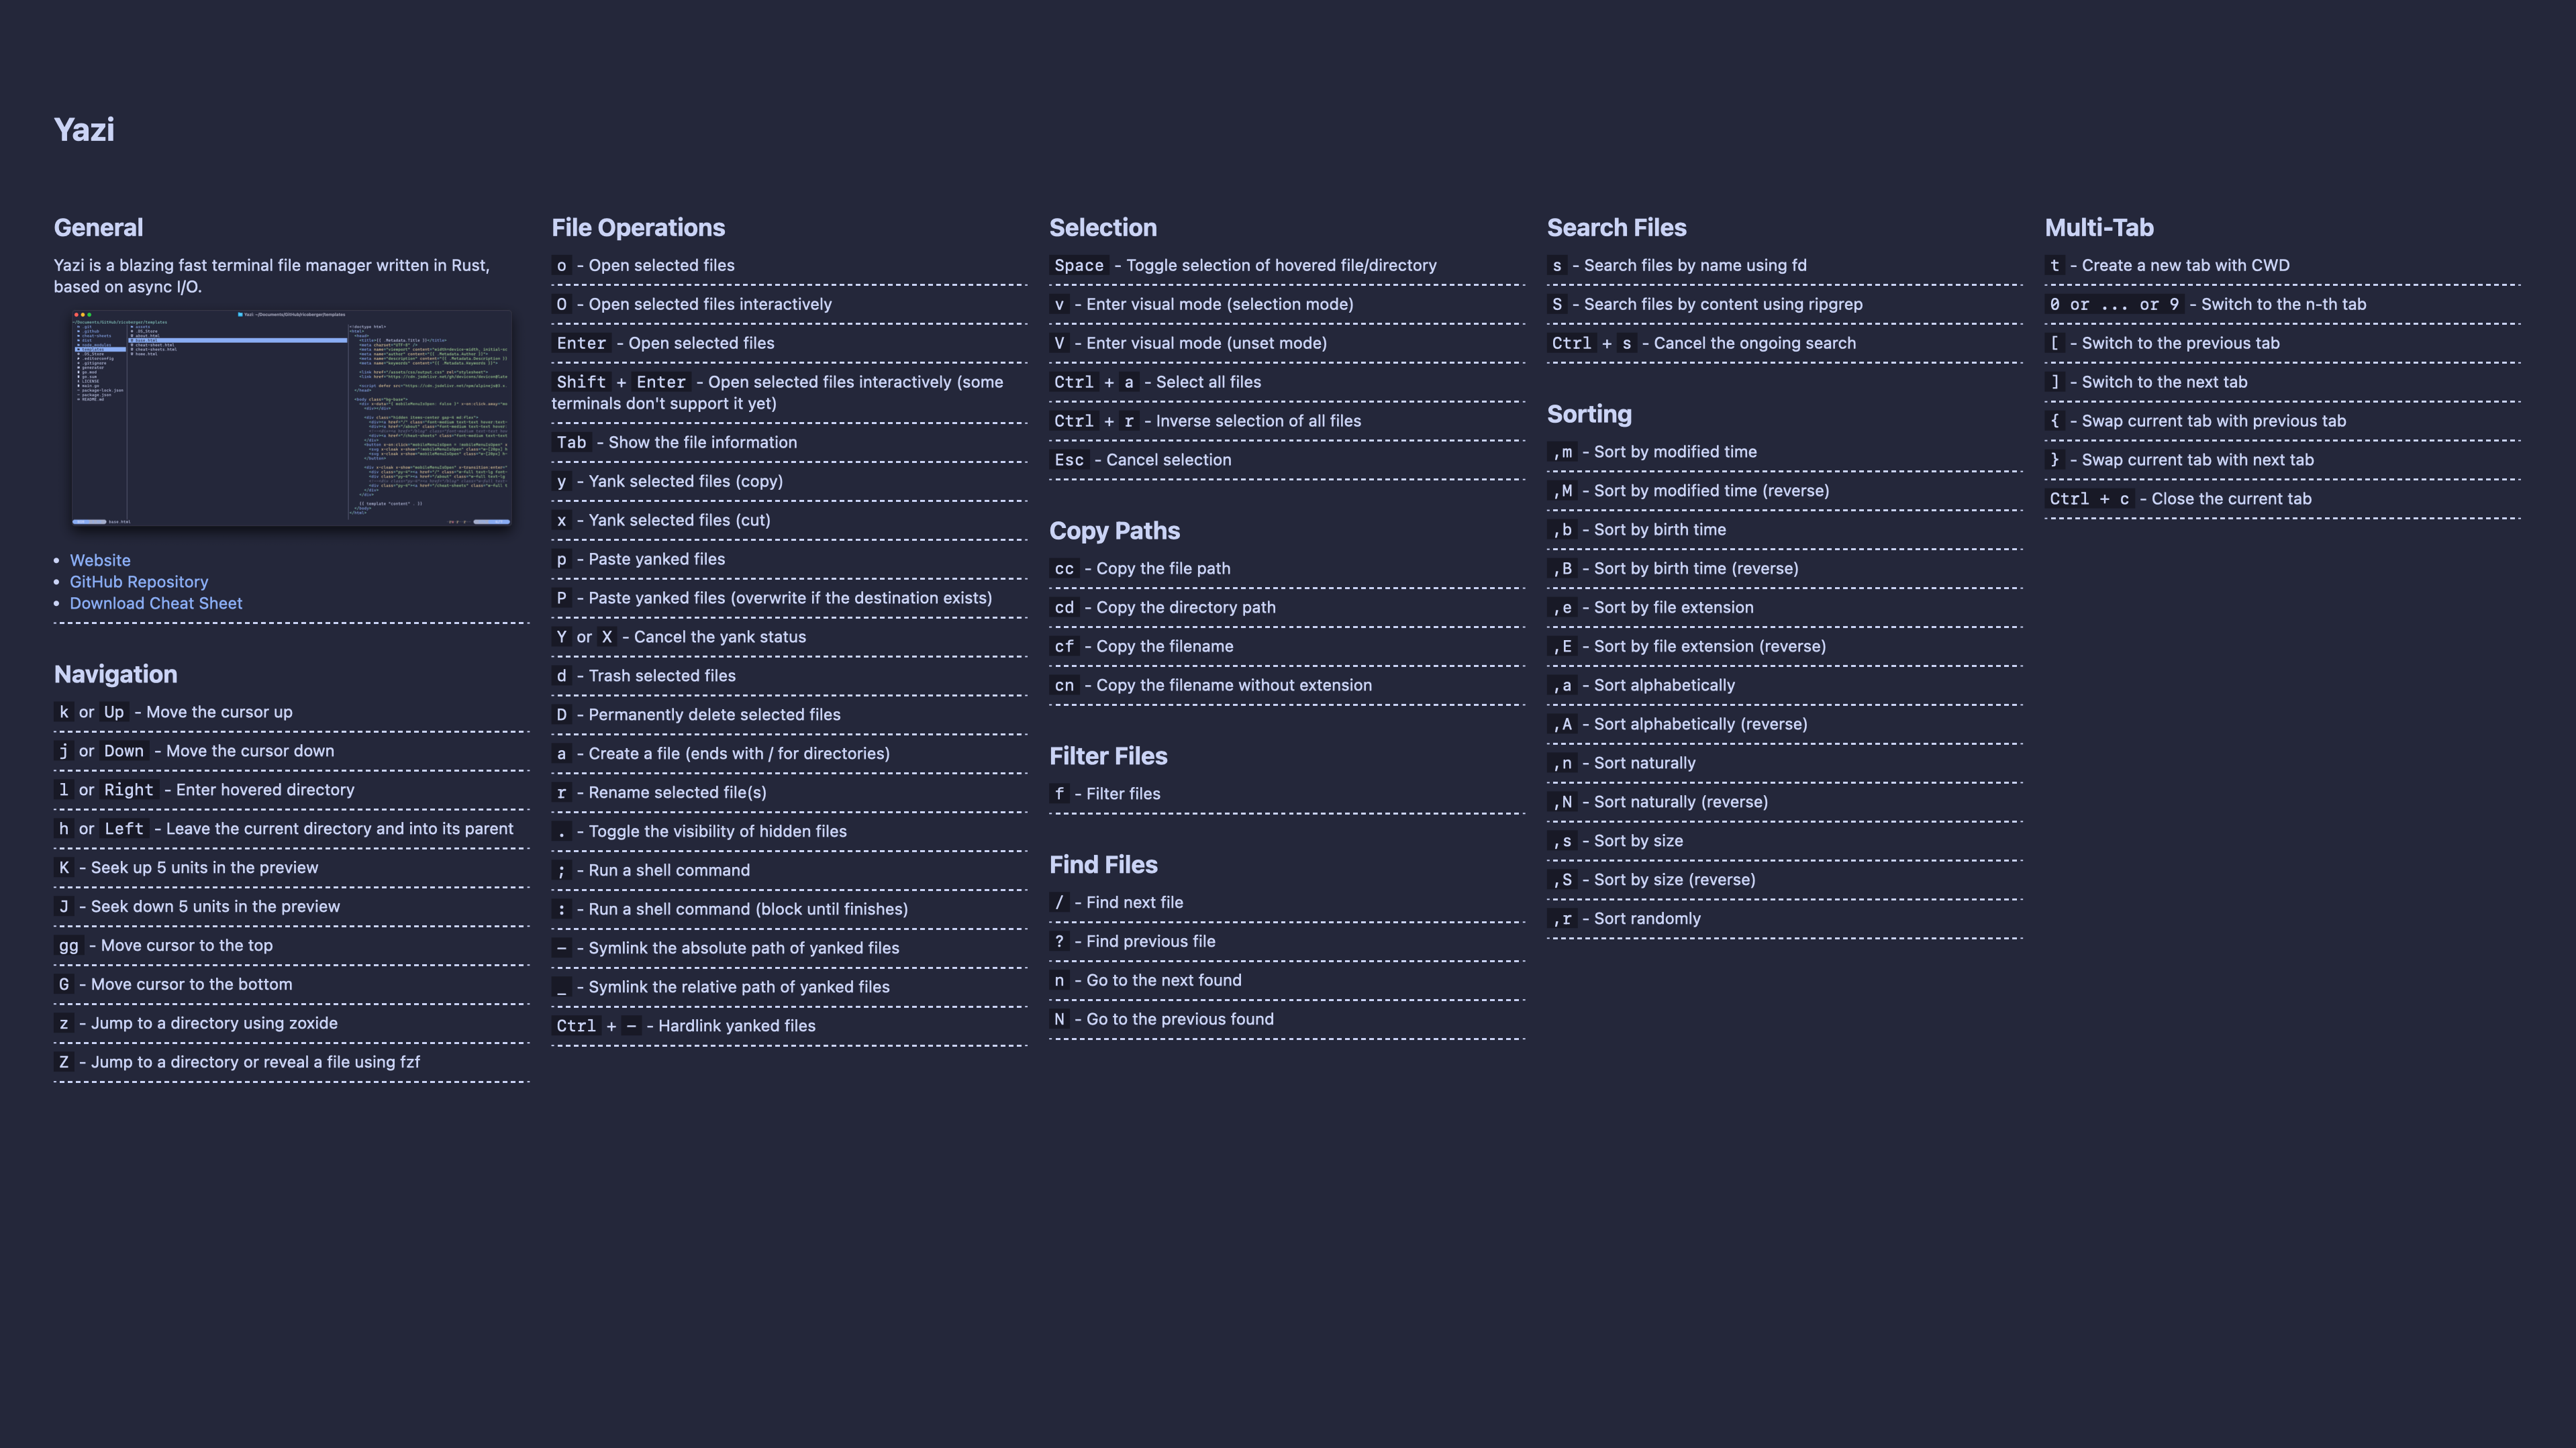 Yazi
General
Yazi is a blazing fast terminal file manager written in Rust,
based on async I/O.
Website
GitHub Repository
Download Cheat Sheet
Navigation
k or Up - Move the cursor up
j or Down - Move the cursor down
l or Right - Enter hovered directory
h or Left - Leave the current directory and into its parent
K - Seek up 5 units in the preview
J - Seek down 5 units in the preview
gg - Move cursor to the top
G - Move cursor to the bottom
z - Jump to a directory using zoxide
Z - Jump to a directory or reveal a file using fzf
File Operations
o - Open selected files
O - Open selected files interactively
Enter - Open selected files
Shift + Enter - Open selected files interactively (some
terminals don't support it yet)
Tab - Show the file information
y - Yank selected files (copy)
x - Yank selected files (cut)
p - Paste yanked files
P - Paste yanked files (overwrite if the destination exists)
Y or X - Cancel the yank status
d - Trash selected files
D - Permanently delete selected files
a - Create a file (ends with / for directories)
r - Rename selected file(s)
. - Toggle the visibility of hidden files
; - Run a shell command
: - Run a shell command (block until finishes)
- - Symlink the absolute path of yanked files
_ - Symlink the relative path of yanked files
Ctrl + - - Hardlink yanked files
Selection
Space - Toggle selection of hovered file/directory
v - Enter visual mode (selection mode)
V - Enter visual mode (unset mode)
Ctrl + a - Select all files
Ctrl + r - Inverse selection of all files
Esc - Cancel selection
Copy Paths
cc - Copy the file path
cd - Copy the directory path
cf - Copy the filename
cn - Copy the filename without extension
Filter Files
f - Filter files
Find Files
/ - Find next file
? - Find previous file
n - Go to the next found
N - Go to the previous found
Search Files
s - Search files by name using fd
S - Search files by content using ripgrep
Ctrl + s - Cancel the ongoing search
Sorting
,m - Sort by modified time
,M - Sort by modified time (reverse)
,b - Sort by birth time
,B - Sort by birth time (reverse)
,e - Sort by file extension
,E - Sort by file extension (reverse)
,a - Sort alphabetically
,A - Sort alphabetically (reverse)
,n - Sort naturally
,N - Sort naturally (reverse)
,s - Sort by size
,S - Sort by size (reverse)
,r - Sort randomly
Multi-Tab
t - Create a new tab with CWD
0 or ... or 9 - Switch to the n-th tab
[ - Switch to the previous tab
] - Switch to the next tab
{ - Swap current tab with previous tab
} - Swap current tab with next tab
Ctrl + c - Close the current tab